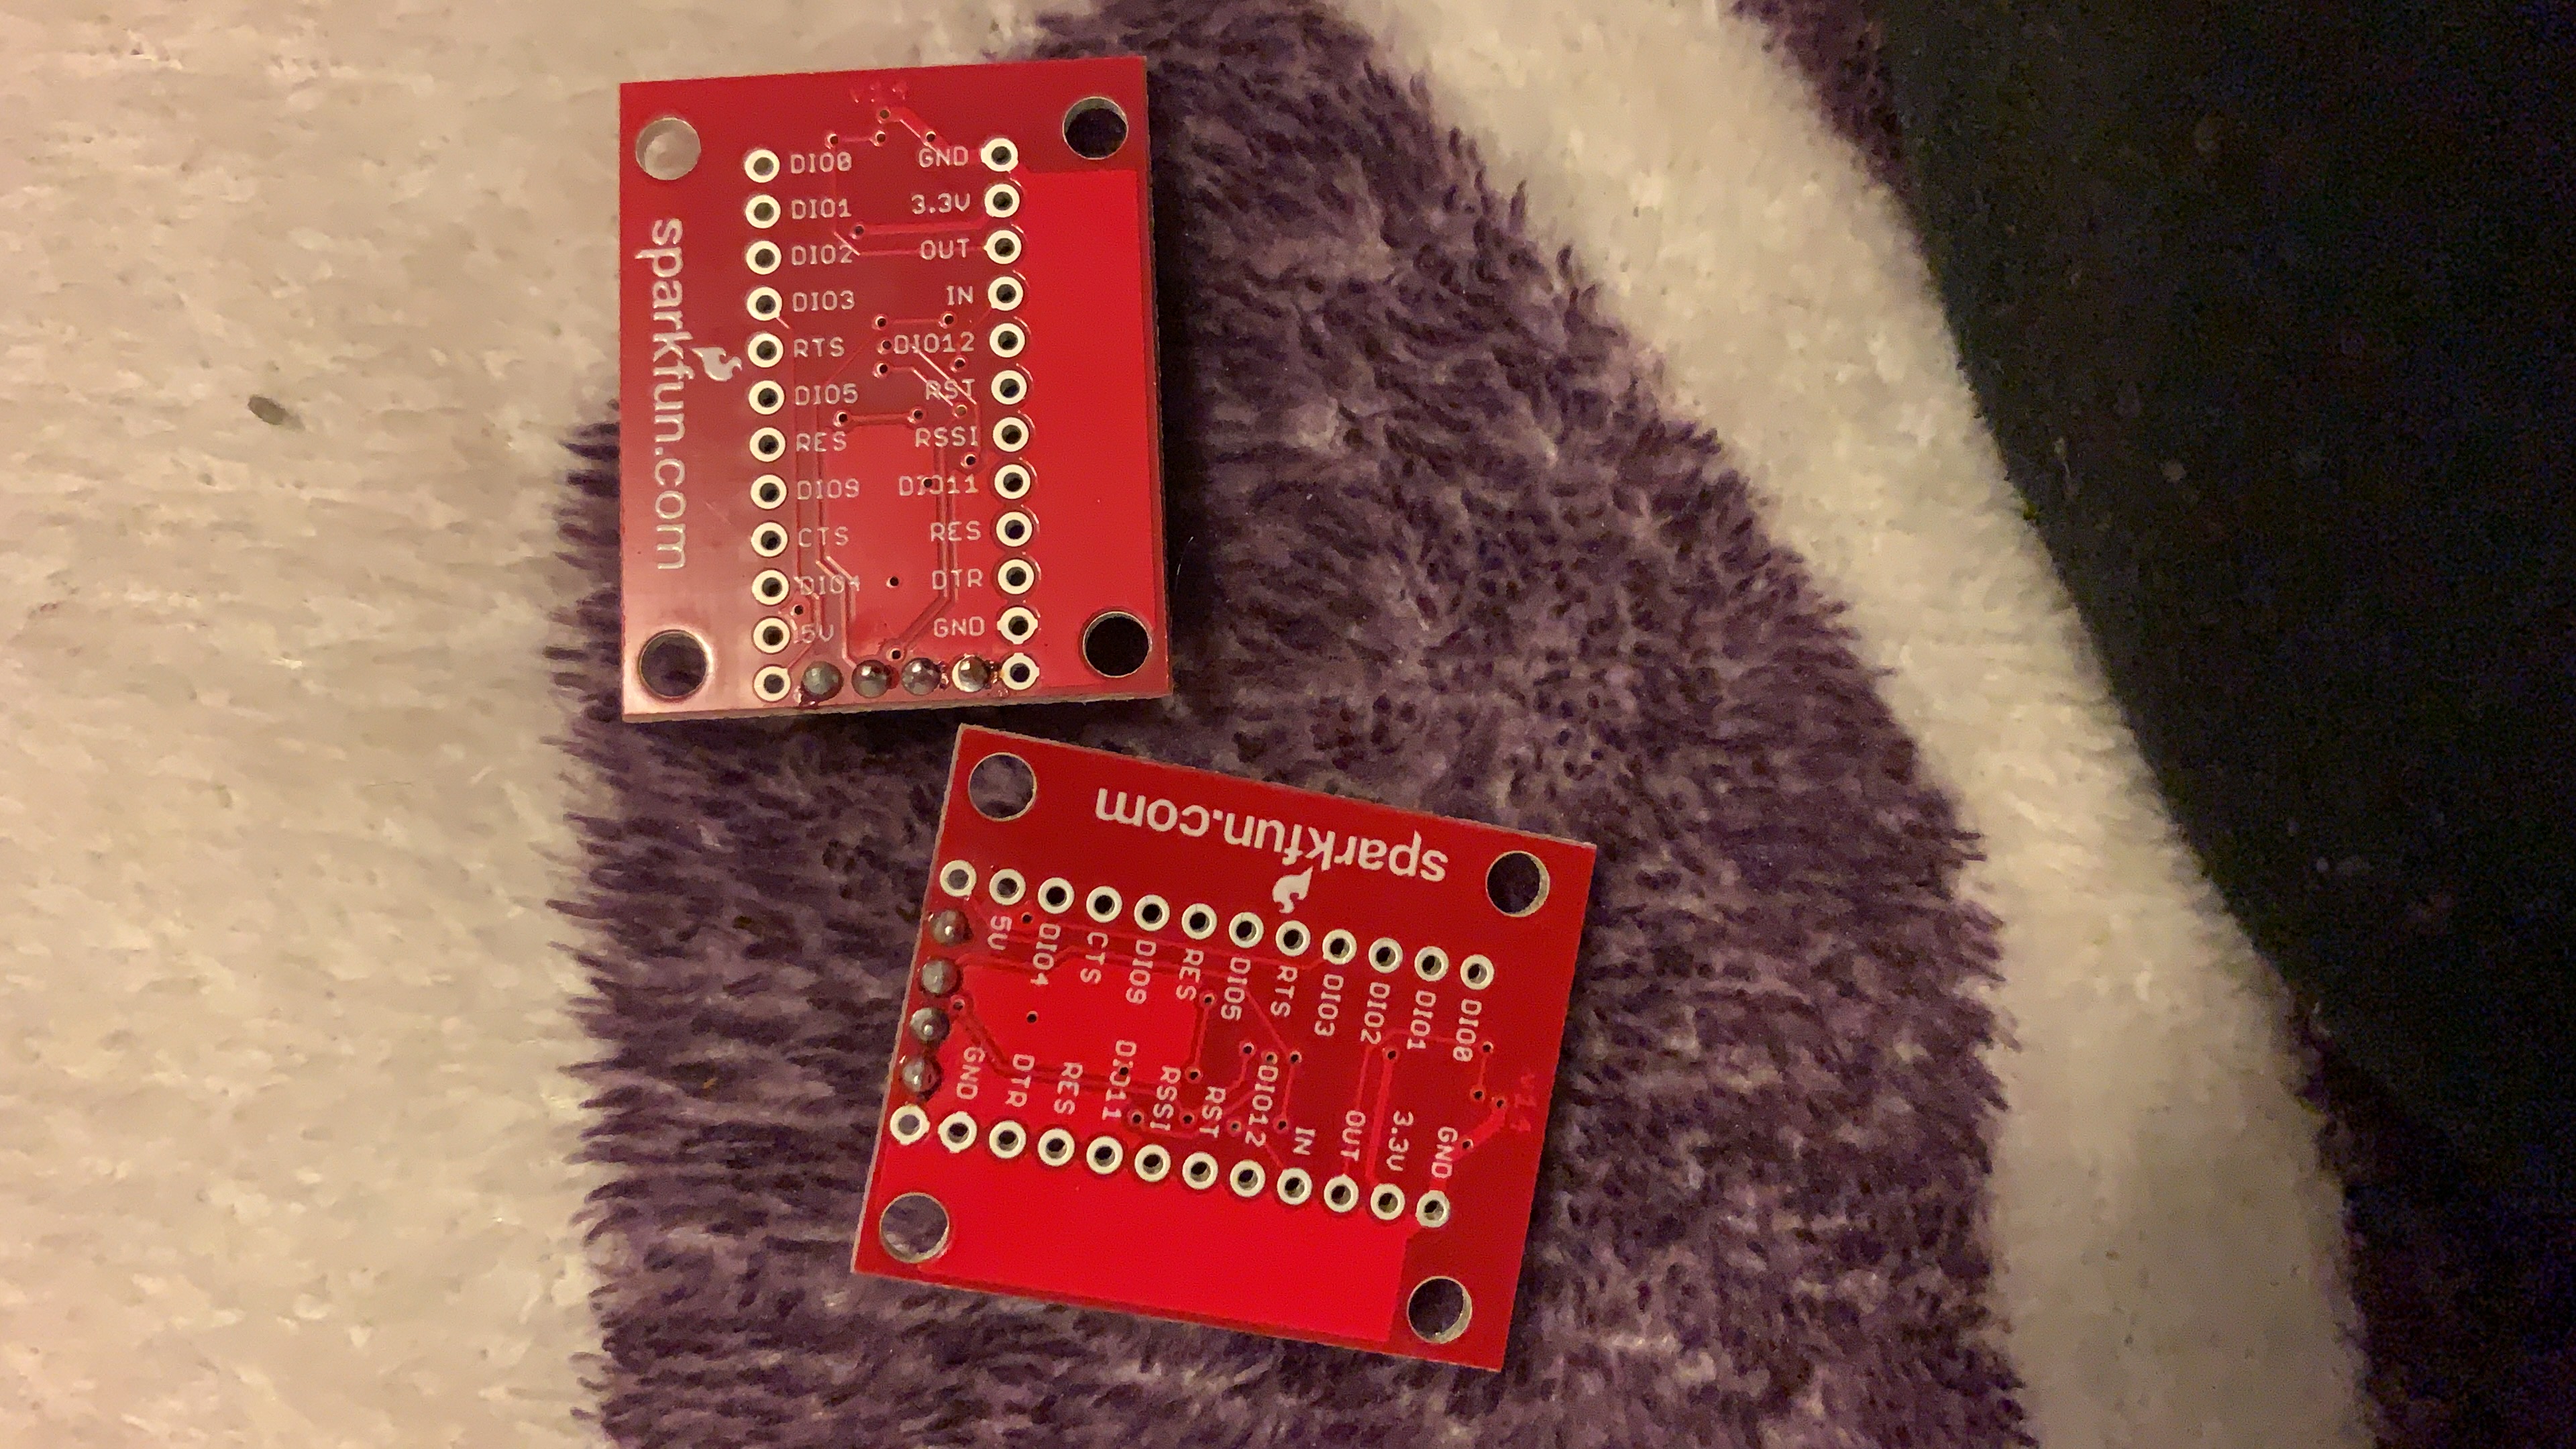 sparkfun.com
5V
DIO4
CTS
DIO9
RES
DIO5
RTS
DIO3
DIO2
DIO1
DIO0
GND
DTR
RES
DIO11
RSSI
RST
DIO12
IN
OUT
3.3V
GND
GND
DTR
RES
DIO11
RSSI
RST
DIO12
IN
OUT
3.3V
GND
5V
DIO4
CTS
DIO9
RES
DIO5
RTS
DIO3
DIO2
DIO1
DIO0
sparkfun.com
v11